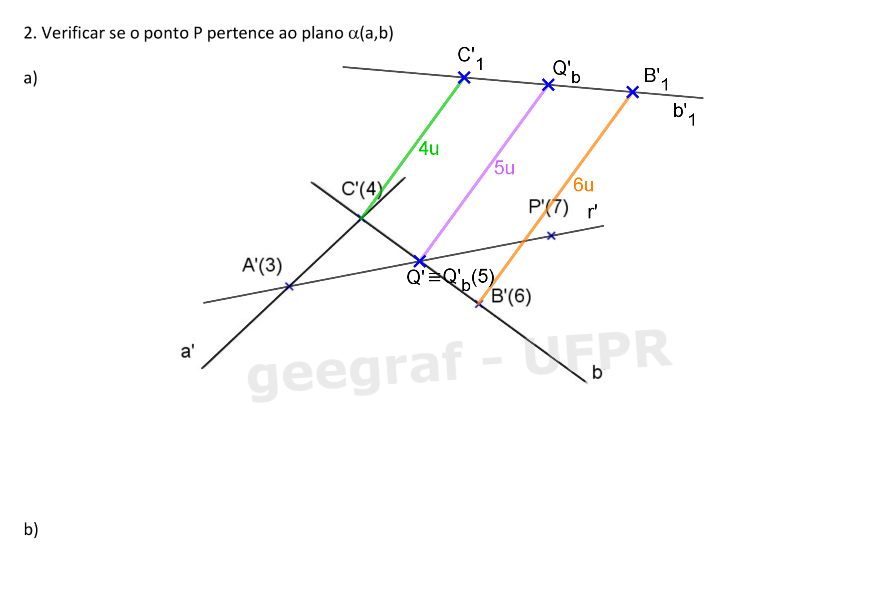 2. Verificar se o ponto P pertence ao plano α(a,b)
a)
C'1
Q'b
B'1
b'1
4u
5u
6u
C'(4)
P'(7)
r'
A'(3)
Q'≡Q'b(5)
B'(6)
a'
b
geegraf - UFPR
b)